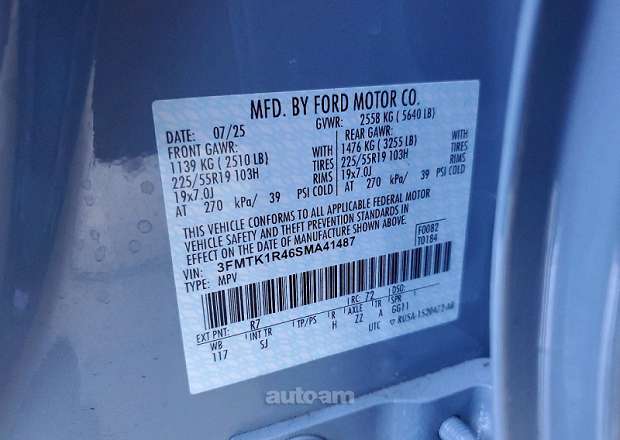 MFD. BY FORD MOTOR CO.
DATE: 07/25 GVWR: 2558 KG ( 5640 LB)
FRONT GAWR: REAR GAWR:
1139 KG ( 2510 LB) WITH 1476 KG ( 3255 LB) WITH
225/55R19 103H TIRES 225/55R19 103H TIRES
19x7.0J RIMS 19x7.0J RIMS
AT 270 kPa/ 39 PSI COLD AT 270 kPa/ 39 PSI COLD
THIS VEHICLE CONFORMS TO ALL APPLICABLE FEDERAL MOTOR
VEHICLE SAFETY AND THEFT PREVENTION STANDARDS IN
EFFECT ON THE DATE OF MANUFACTURE SHOWN ABOVE.
F0082
T0184
VIN: 3FMTK1R46SMA41487
TYPE: MPV
EXT PNT: R7 RC: 22 DSO:
WB INT TR TP/PS R AXLE TR SPR
117 SJ H ZZ A GG11
UTC
autoam